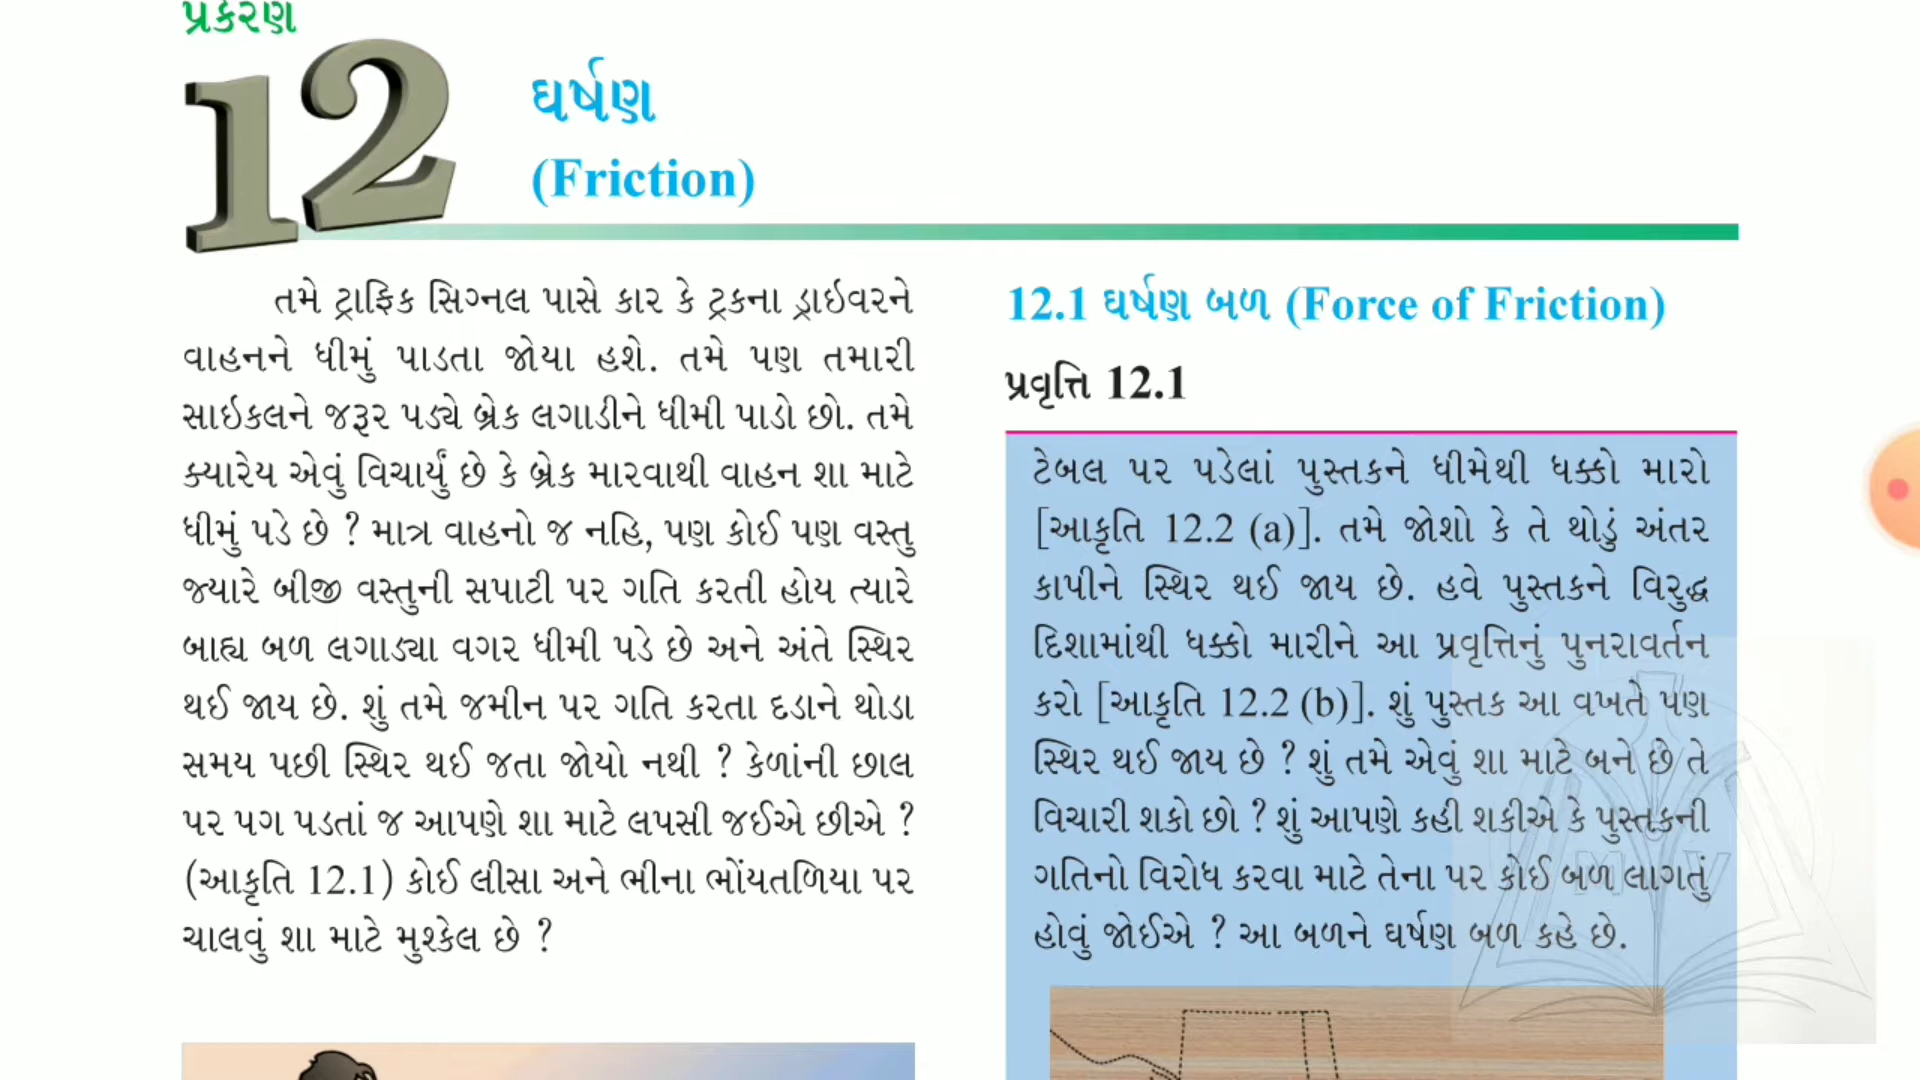 પ્રકરણ
12
ઘર્ષણ
(Friction)
તમે ટ્રાફિક સિગ્નલ પાસે કાર કે ટ્રકના ડ્રાઇવરને
વાહનને ધીમું પાડતા જોયા હશે. તમે પણ તમારી
સાઇકલને જરૂર પડ્યે બ્રેક લગાડીને ધીમી પાડો છો. તમે
ક્યારેય એવું વિચાર્યું છે કે બ્રેક મારવાથી વાહન શા માટે
ધીમું પડે છે ? માત્ર વાહનો જ નહિ, પણ કોઈ પણ વસ્તુ
જ્યારે બીજી વસ્તુની સપાટી પર ગતિ કરતી હોય ત્યારે
બાહ્ય બળ લગાડ્યા વગર ધીમી પડે છે અને અંતે સ્થિર
થઈ જાય છે. શું તમે જમીન પર ગતિ કરતા દડાને થોડા
સમય પછી સ્થિર થઈ જતા જોયો નથી ? કેળાંની છાલ
પર પગ પડતાં જ આપણે શા માટે લપસી જઈએ છીએ ?
(આકૃતિ 12.1) કોઈ લીસા અને ભીના ભોંયતળિયા પર
ચાલવું શા માટે મુશ્કેલ છે ?
12.1 ઘર્ષણ બળ (Force of Friction)
પ્રવૃત્તિ 12.1
ટેબલ પર પડેલાં પુસ્તકને ધીમેથી ધક્કો મારો
[આકૃતિ 12.2 (a)]. તમે જોશો કે તે થોડું અંતર
કાપીને સ્થિર થઈ જાય છે. હવે પુસ્તકને વિરુદ્ધ
દિશામાંથી ધક્કો મારીને આ પ્રવૃત્તિનું પુનરાવર્તન
કરો [આકૃતિ 12.2 (b)]. શું પુસ્તક આ વખતે પણ
સ્થિર થઈ જાય છે ? શું તમે એવું શા માટે બને છે તે
વિચારી શકો છો ? શું આપણે કહી શકીએ કે પુસ્તકની
ગતિનો વિરોધ કરવા માટે તેના પર કોઈ બળ લાગતું
હોવું જોઈએ ? આ બળને ઘર્ષણ બળ કહે છે.
M V